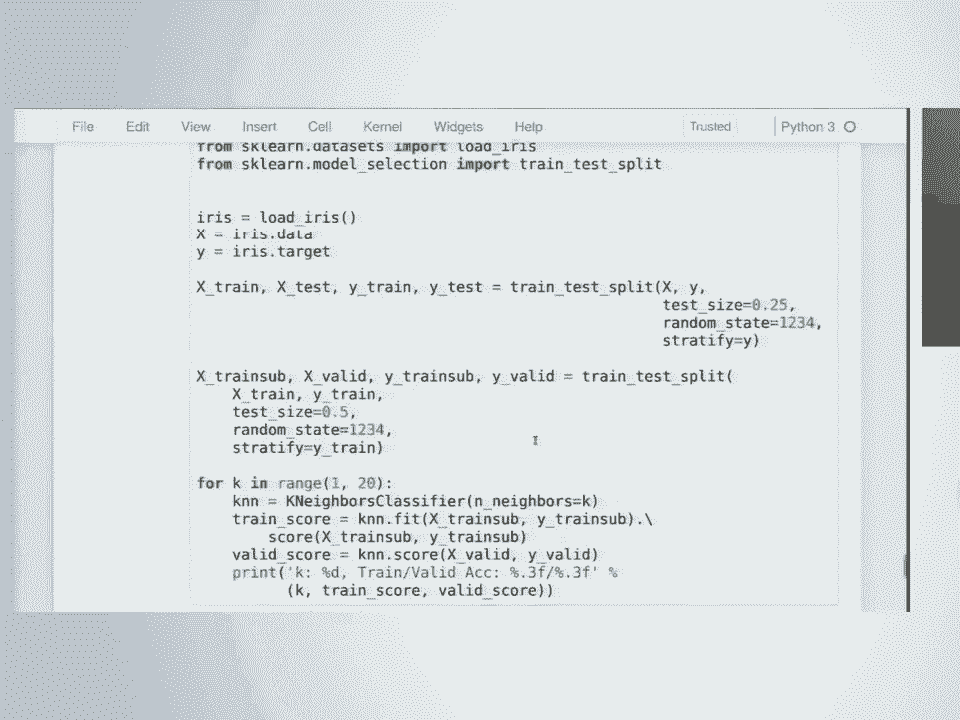 File Edit View Insert Cell Kernel Widgets Help Trusted Python 3
from sklearn.datasets import load_iris
from sklearn.model_selection import train_test_split
iris = load_iris()
X = iris.data
y = iris.target
X_train, X_test, y_train, y_test = train_test_split(X, y,
test_size=0.25,
random_state=1234,
stratify=y)
X_trainsub, X_valid, y_trainsub, y_valid = train_test_split(
X_train, y_train,
test_size=0.5,
random_state=1234,
stratify=y_train)
for k in range(1, 20):
knn = KNeighborsClassifier(n_neighbors=k)
train_score = knn.fit(X_trainsub, y_trainsub).\
score(X_trainsub, y_trainsub)
valid_score = knn.score(X_valid, y_valid)
print('k: %d, Train/Valid Acc: %.3f/%.3f' %
(k, train_score, valid_score))